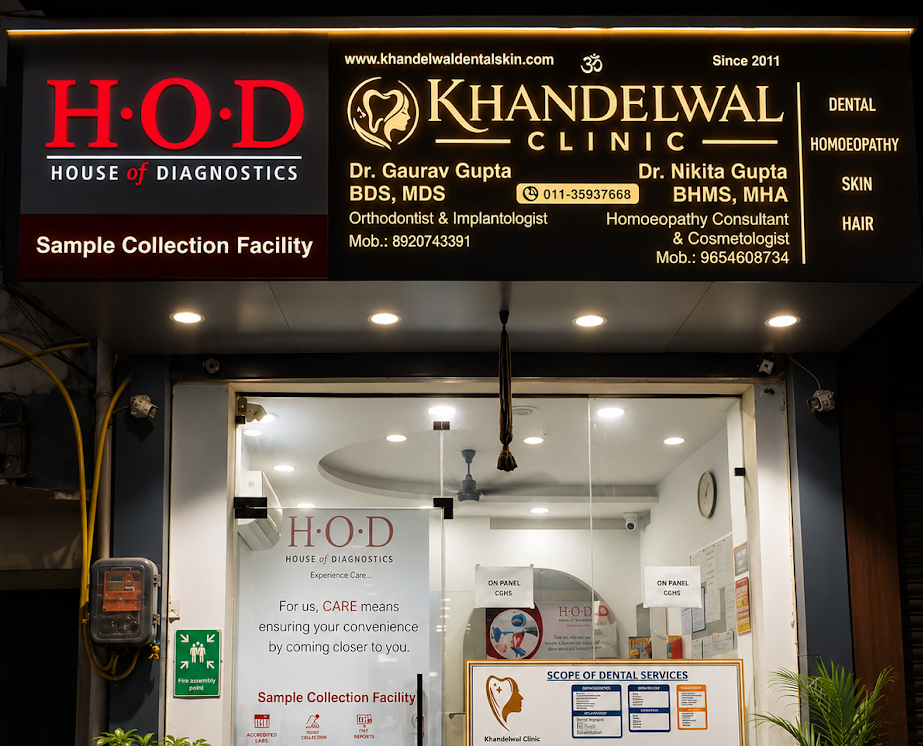 H·O·D
HOUSE of DIAGNOSTICS
Sample Collection Facility
www.khandelwaldentalskin.com
ॐ
Since 2011
KHANDELWAL
CLINIC
Dr. Gaurav Gupta
BDS, MDS
Orthodontist & Implantologist
Mob.: 8920743391
011-35937668
Dr. Nikita Gupta
BHMS, MHA
Homoeopathy Consultant
& Cosmetologist
Mob.: 9654608734
DENTAL
HOMOEOPATHY
SKIN
HAIR
H·O·D
HOUSE of DIAGNOSTICS
Experience Care...
For us, CARE means
ensuring your convenience
by coming closer to you.
Sample Collection Facility
ACCREDITED
LABS
COLLECTION
REPORTS
ON PANEL
CGHS
ON PANEL
CGHS
H·O·D
Fire assembly
point
SCOPE OF DENTAL SERVICES
Khandelwal Clinic